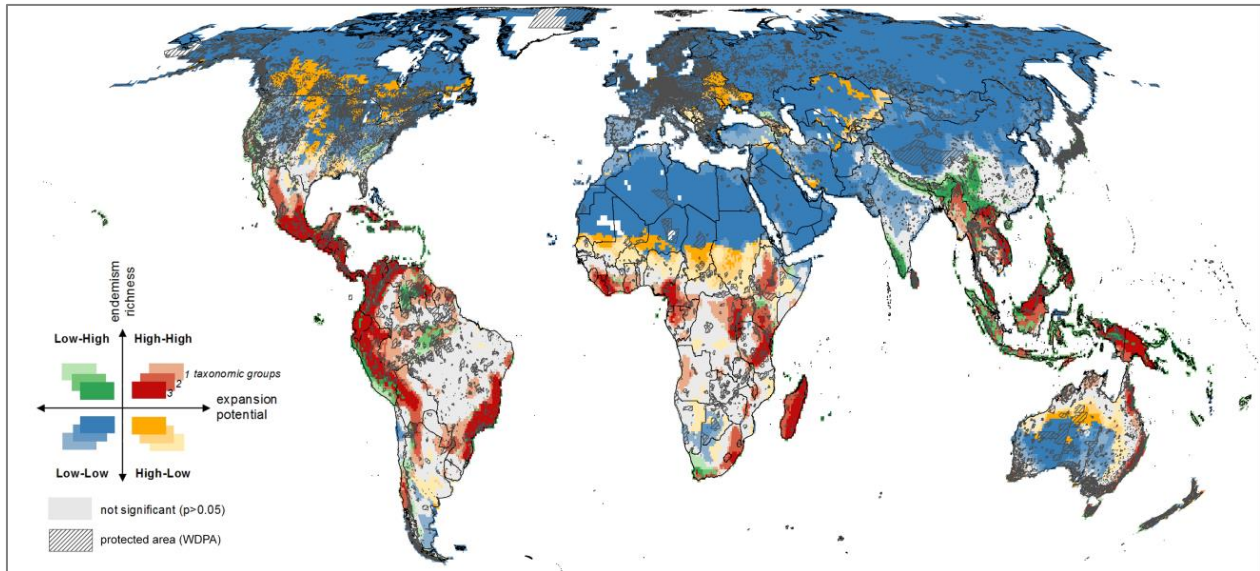 endemism
richness
Low-High
High-High
1 taxonomic groups
2
3
expansion
potential
Low-Low
High-Low
not significant (p>0.05)
protected area (WDPA)